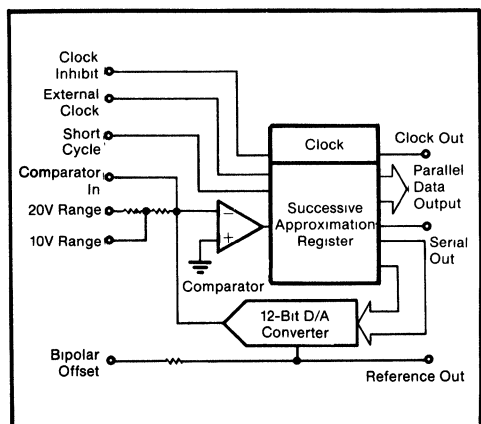 Clock
Inhibit
External
Clock
Short
Cycle
Comparator
In
20V Range
10V Range
Bipolar
Offset
Clock
Successive
Approximation
Register
−
+
Comparator
12-Bit D/A
Converter
Clock Out
Parallel
Data
Output
Serial
Out
Reference Out